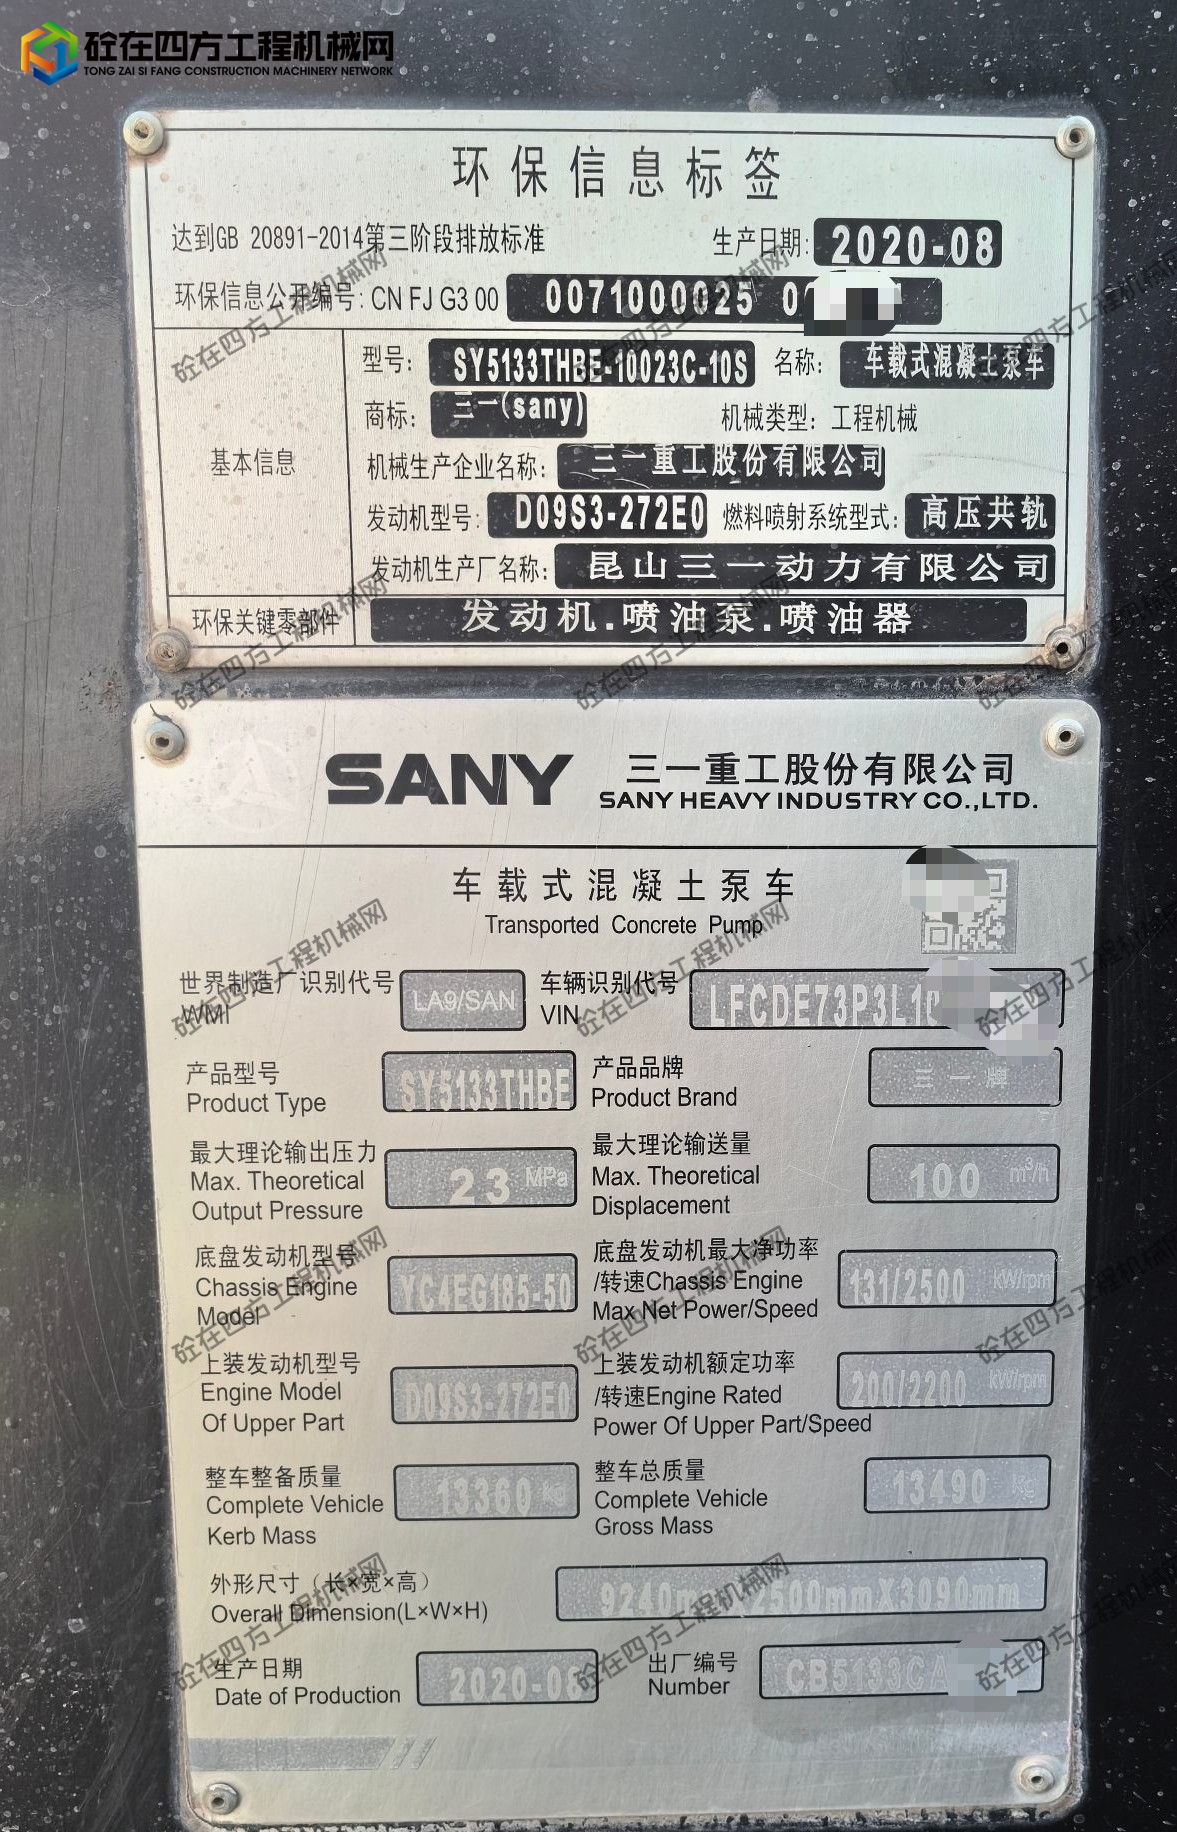 砼在四方工程机械网
TONG ZAI SI FANG CONSTRUCTION MACHINERY NETWORK
环保信息标签
达到GB 20891-2014第三阶段排放标准 生产日期: 2020-08
环保信息公开编号: CN FJ G3 00 0071000025 0
型号: SY5133THBE-10023C-10S 名称: 车载式混凝土泵车
商标: 三一(sany) 机械类型: 工程机械
基本信息
机械生产企业名称: 三一重工股份有限公司
发动机型号: D09S3-272E0 燃料喷射系统型式: 高压共轨
发动机生产厂名称: 昆山三一动力有限公司
环保关键零部件 发动机.喷油泵.喷油器
SANY 三一重工股份有限公司
SANY HEAVY INDUSTRY CO.,LTD.
车载式混凝土泵车
Transported Concrete Pump
世界制造厂识别代号 LA9/SAN 车辆识别代号 LFCDE73P3L10
WMI VIN
产品型号 SY5133THBE 产品品牌 三一牌
Product Type Product Brand
最大理论输出压力 23 MPa 最大理论输送量 100 m³/h
Max. Theoretical Max. Theoretical
Output Pressure Displacement
底盘发动机型号 YC4EG185-50 底盘发动机最大净功率 131/2500 kW/rpm
Chassis Engine /转速Chassis Engine
Model Max Net Power/Speed
上装发动机型号 D09S3-272E0 上装发动机额定功率 200/2200 kW/rpm
Engine Model /转速Engine Rated
Of Upper Part Power Of Upper Part/Speed
整车整备质量 13360 kg 整车总质量 13490 kg
Complete Vehicle Complete Vehicle
Kerb Mass Gross Mass
外形尺寸（长×宽×高） 9240mm 2500mmX3090mm
Overall Dimension(L×W×H)
生产日期 2020-08 出厂编号 CB5133C
Date of Production Number